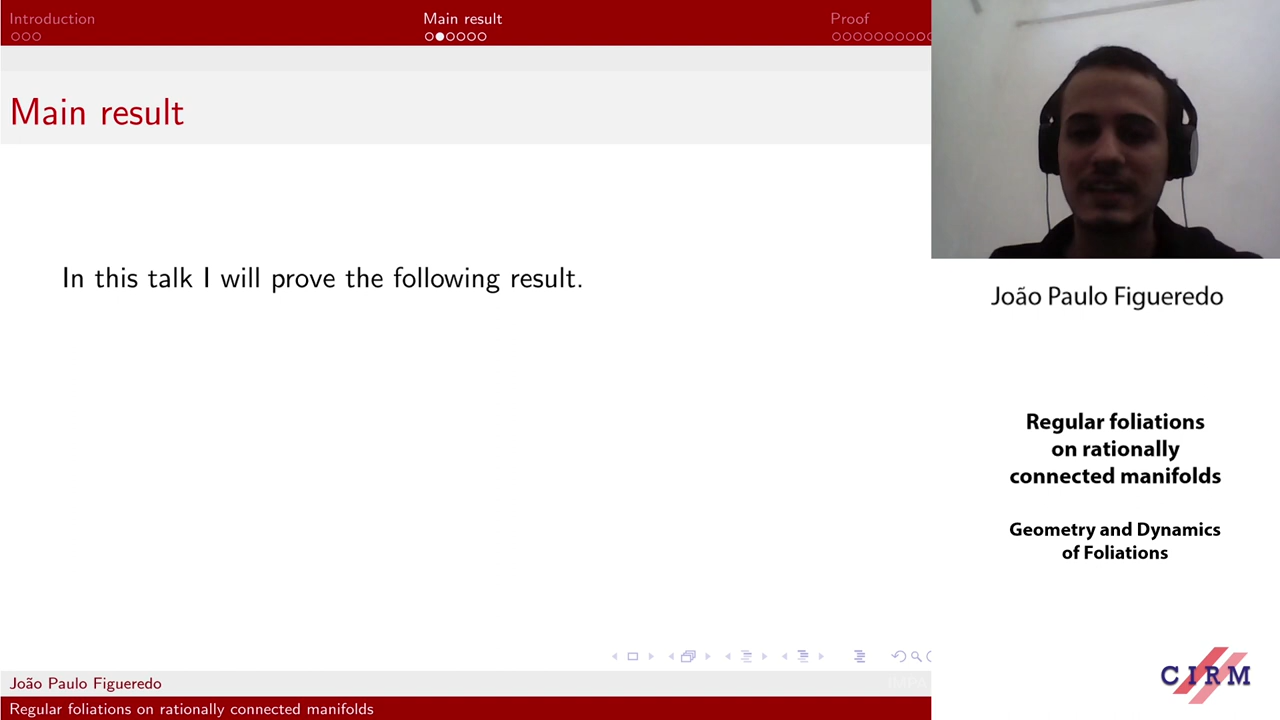 Introduction
Main result
Proof
Main result
In this talk I will prove the following result.
João Paulo Figueredo
IMPA
Regular foliations on rationally connected manifolds
João Paulo Figueredo
Regular foliations
on rationally
connected manifolds
Geometry and Dynamics
of Foliations
CIRM